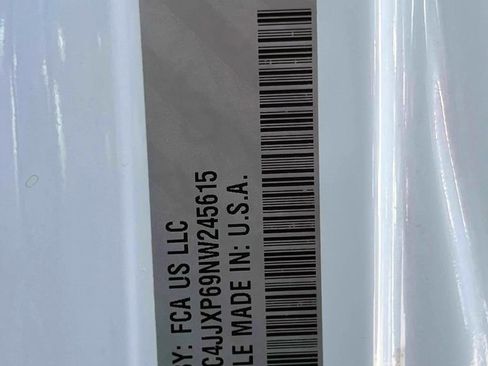 BY: FCA US LLC
C4JJXP69NW245615
LE MADE IN: U.S.A.